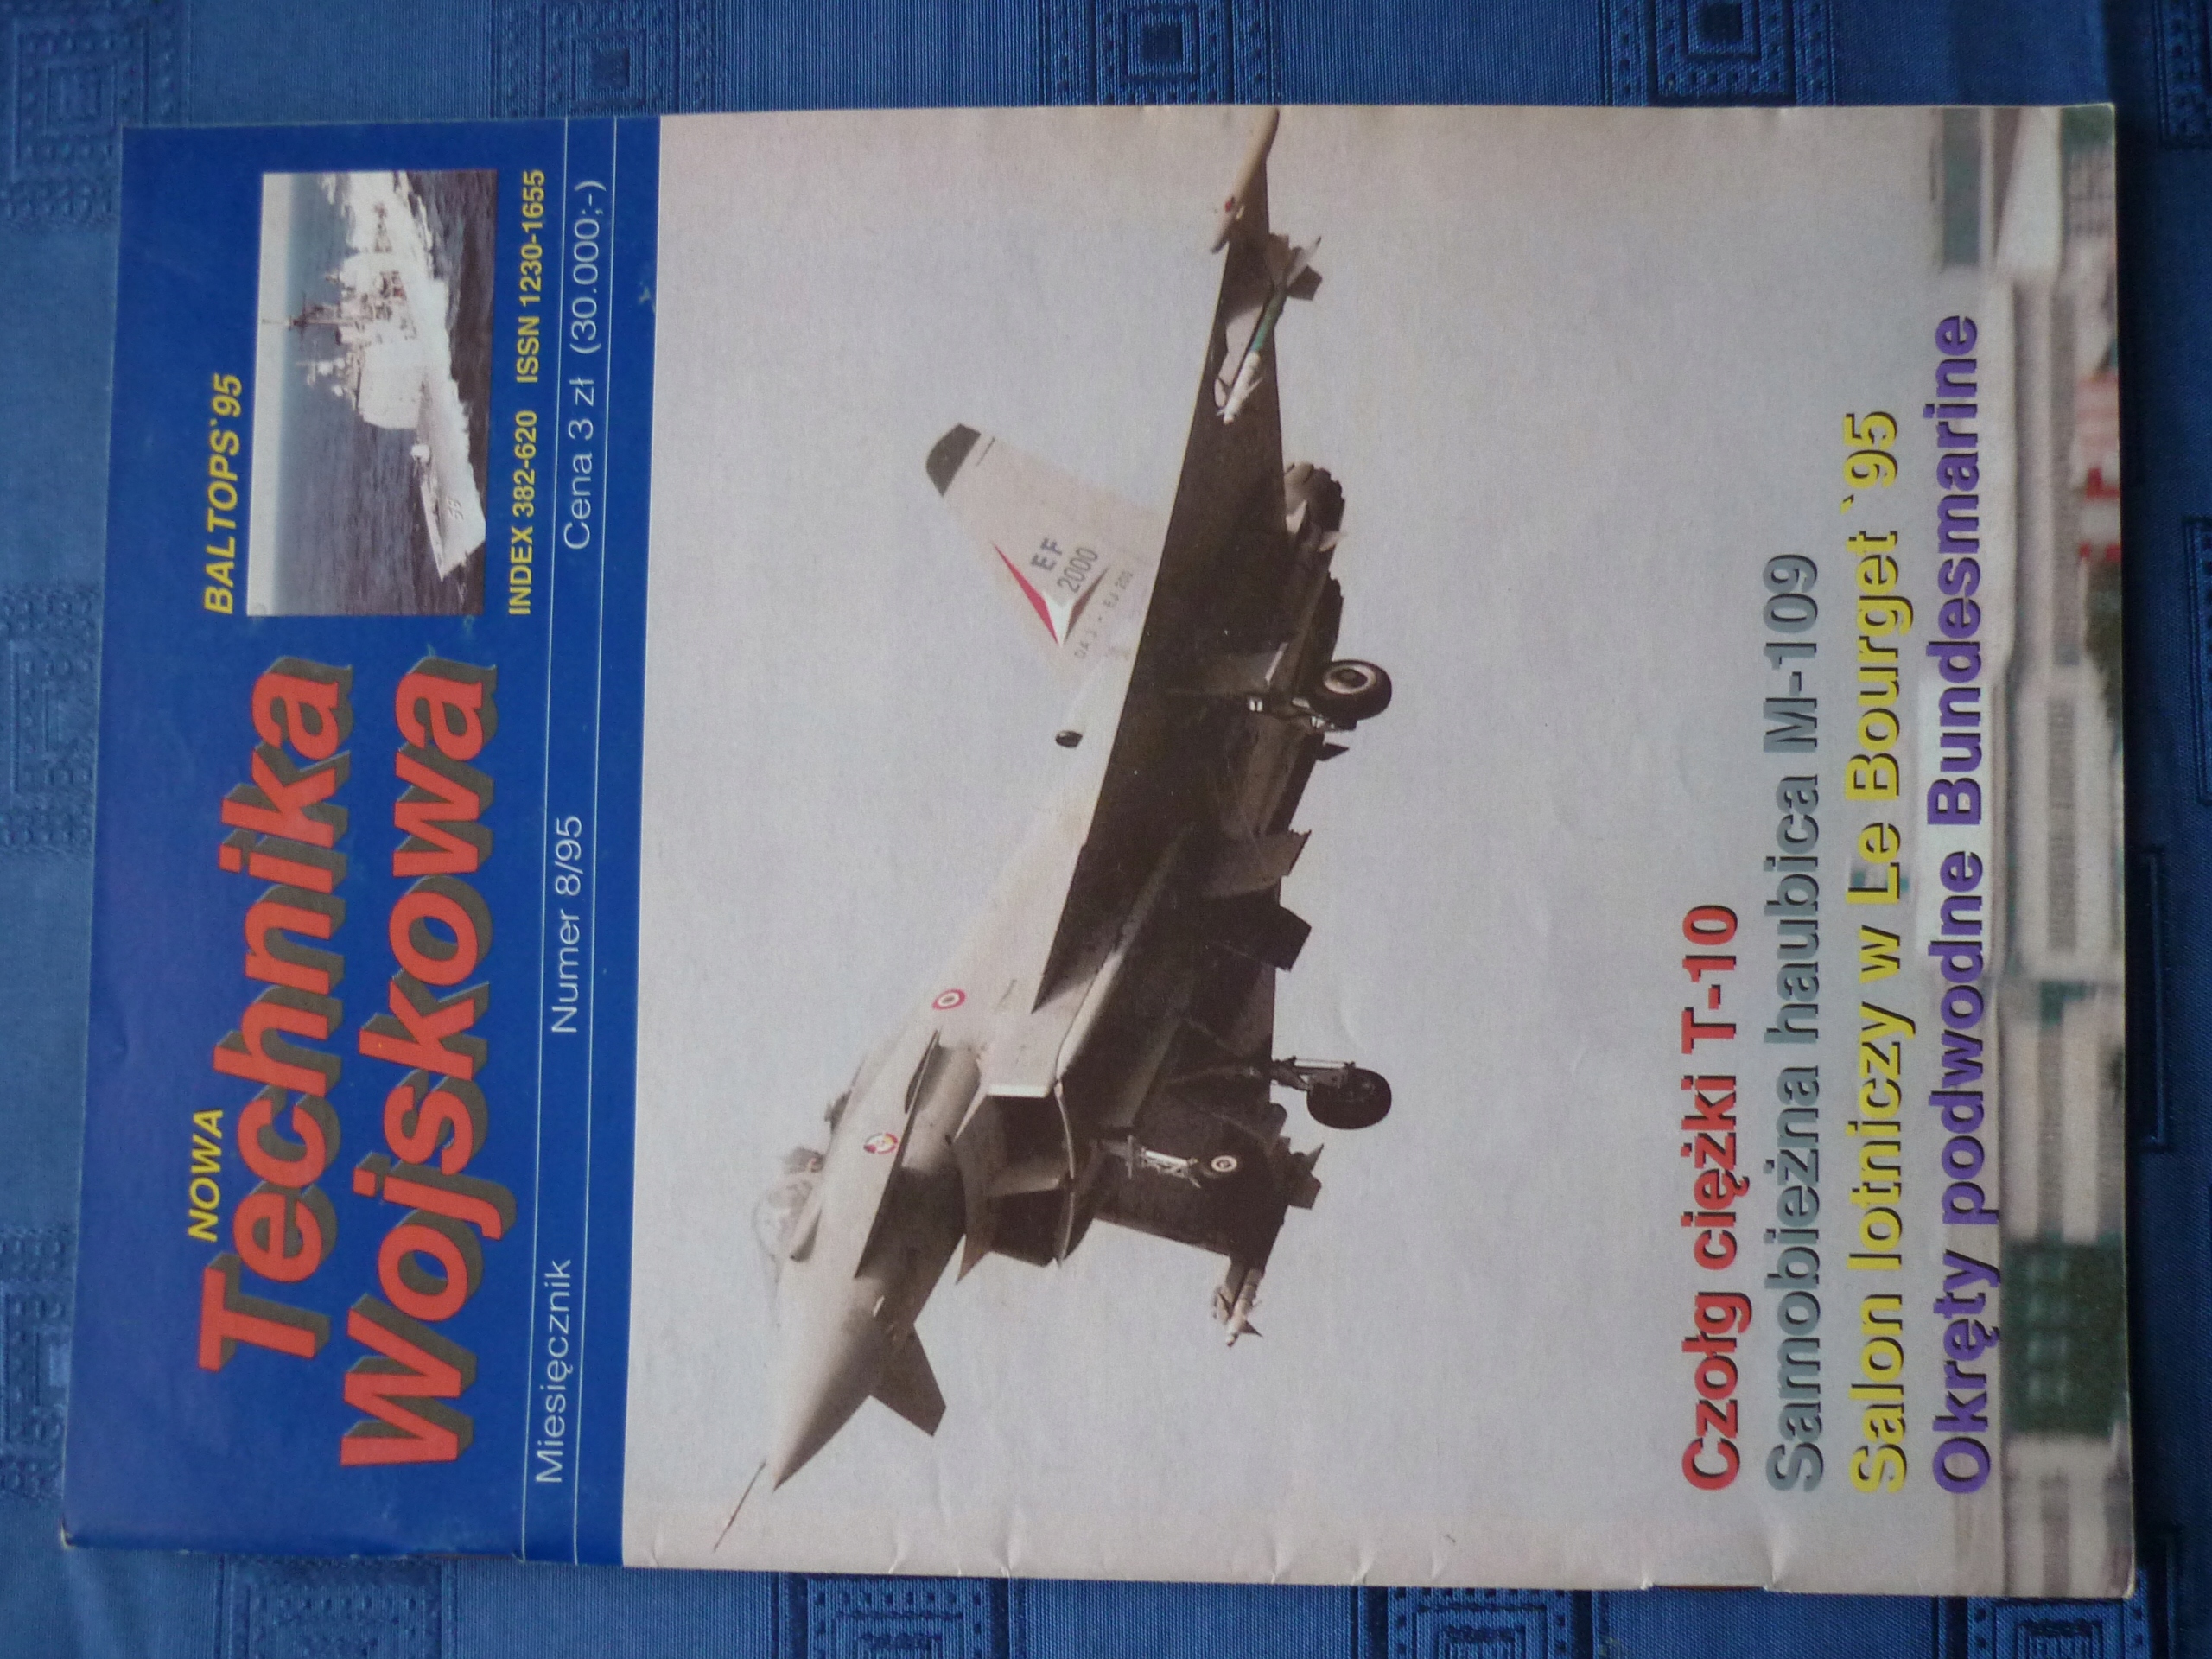 NOWA
Technika
Wojskowa
BALTOPS`95
INDEX 382-620 ISSN 1230-1655
Miesięcznik Numer 8/95 Cena 3 zł (30.000;-)
EF
2000
Czołg ciężki T-10
Samobieżna haubica M-109
Salon lotniczy w Le Bourget `95
Okręty podwodne Bundesmarine